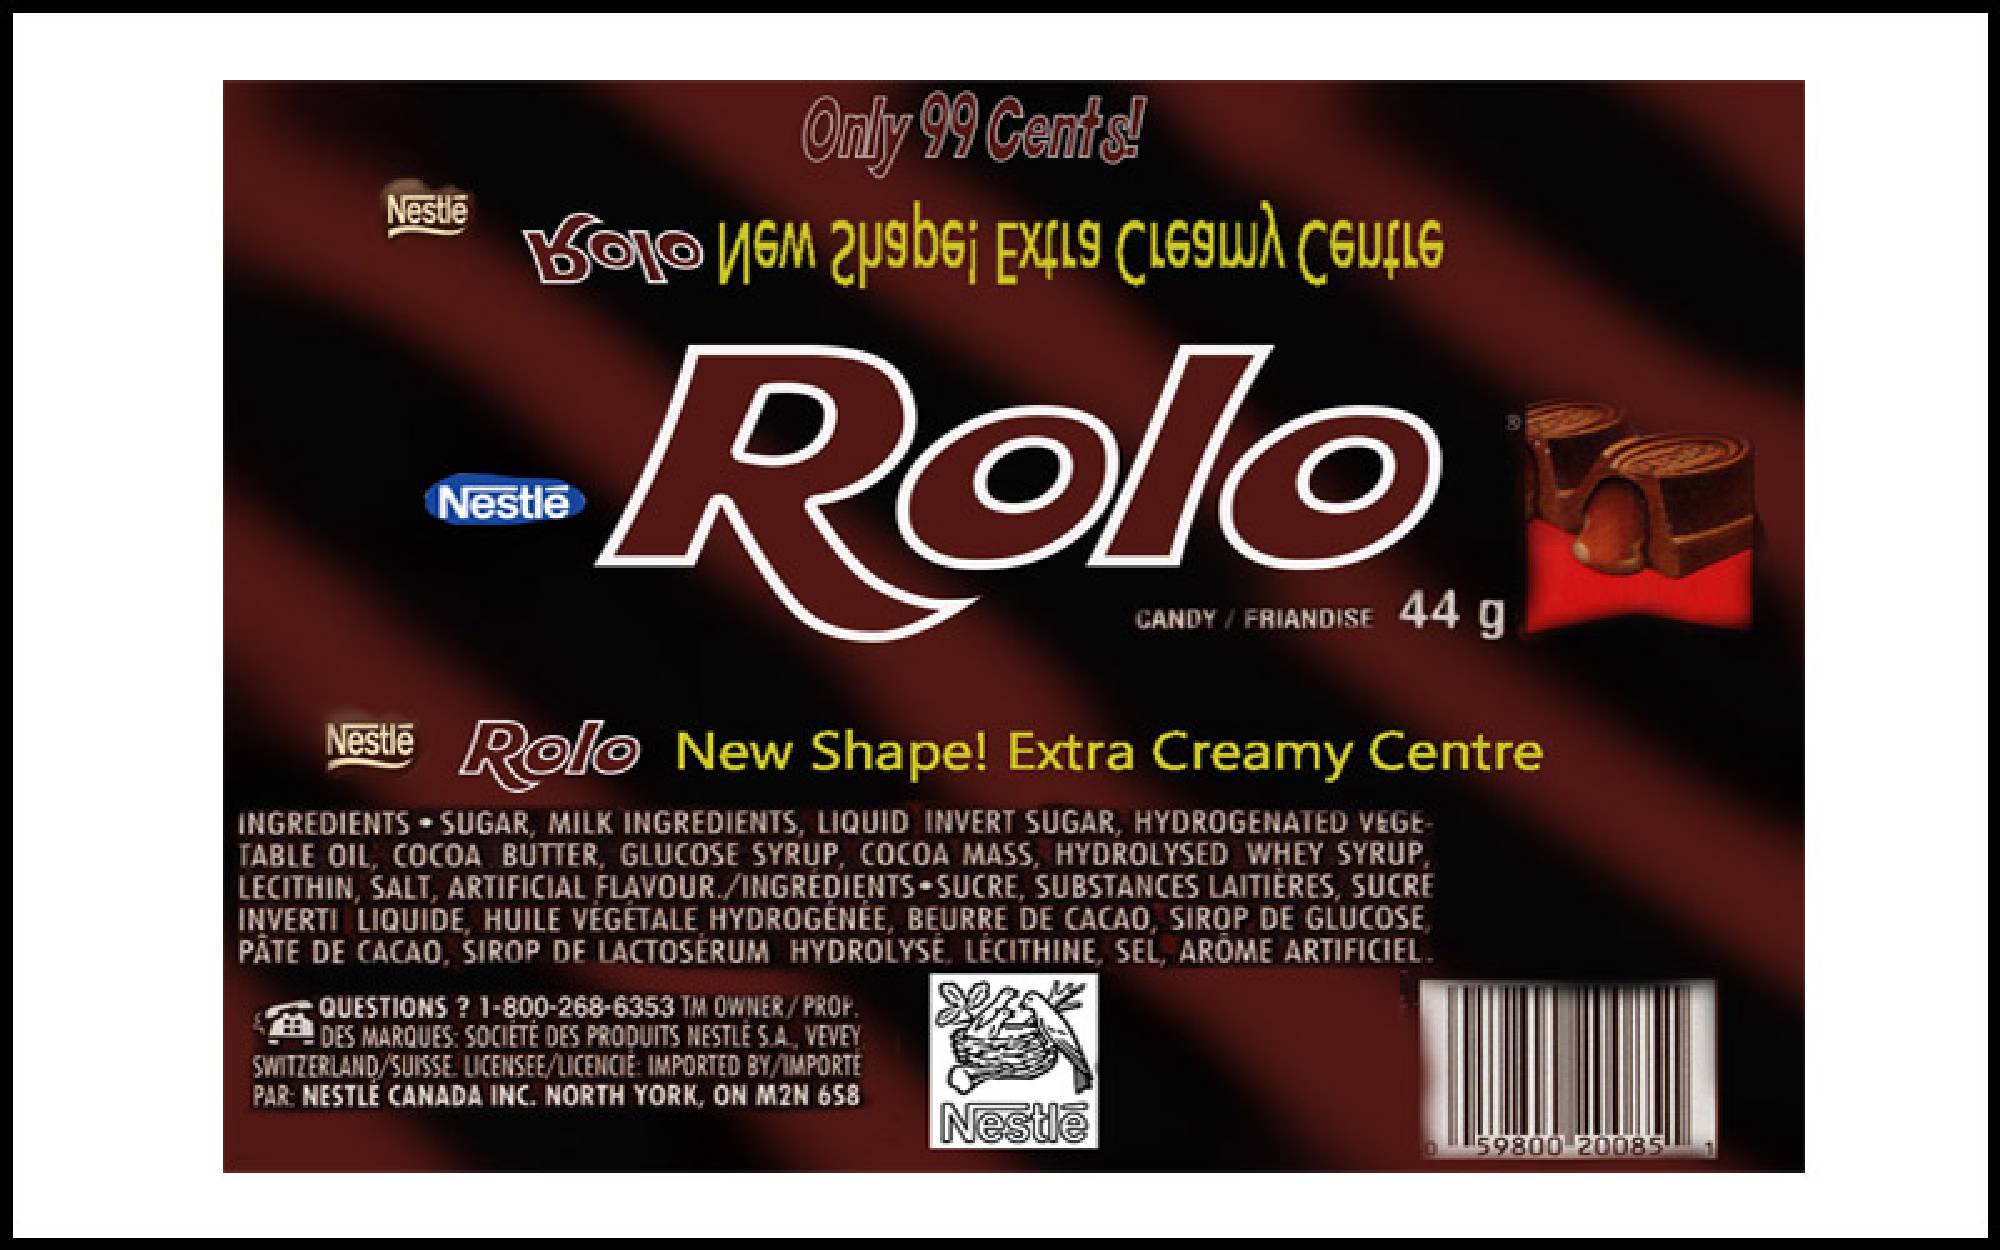 Only 99 Cents!
Nestlé
Rolo New Shape! Extra Creamy Centre
Rolo
®
Nestlé
CANDY / FRIANDISE 44 g
Nestlé Rolo New Shape! Extra Creamy Centre
INGREDIENTS • SUGAR, MILK INGREDIENTS, LIQUID INVERT SUGAR, HYDROGENATED VEGE-
TABLE OIL, COCOA BUTTER, GLUCOSE SYRUP, COCOA MASS, HYDROLYSED WHEY SYRUP,
LECITHIN, SALT, ARTIFICIAL FLAVOUR./INGRÉDIENTS•SUCRE, SUBSTANCES LAITIÈRES, SUCRE
INVERTI LIQUIDE, HUILE VÉGÉTALE HYDROGÉNÉE, BEURRE DE CACAO, SIROP DE GLUCOSE,
PÂTE DE CACAO, SIROP DE LACTOSÉRUM HYDROLYSÉ, LÉCITHINE, SEL, ARÔME ARTIFICIEL.
QUESTIONS ? 1-800-268-6353 TM OWNER/PROP.
DES MARQUES: SOCIÉTÉ DES PRODUITS NESTLÉ S.A., VEVEY
SWITZERLAND/SUISSE. LICENSEE/LICENCIÉ: IMPORTED BY/IMPORTÉ
PAR: NESTLÉ CANADA INC. NORTH YORK, ON M2N 6S8
Nestlé
0 59800 20085 1